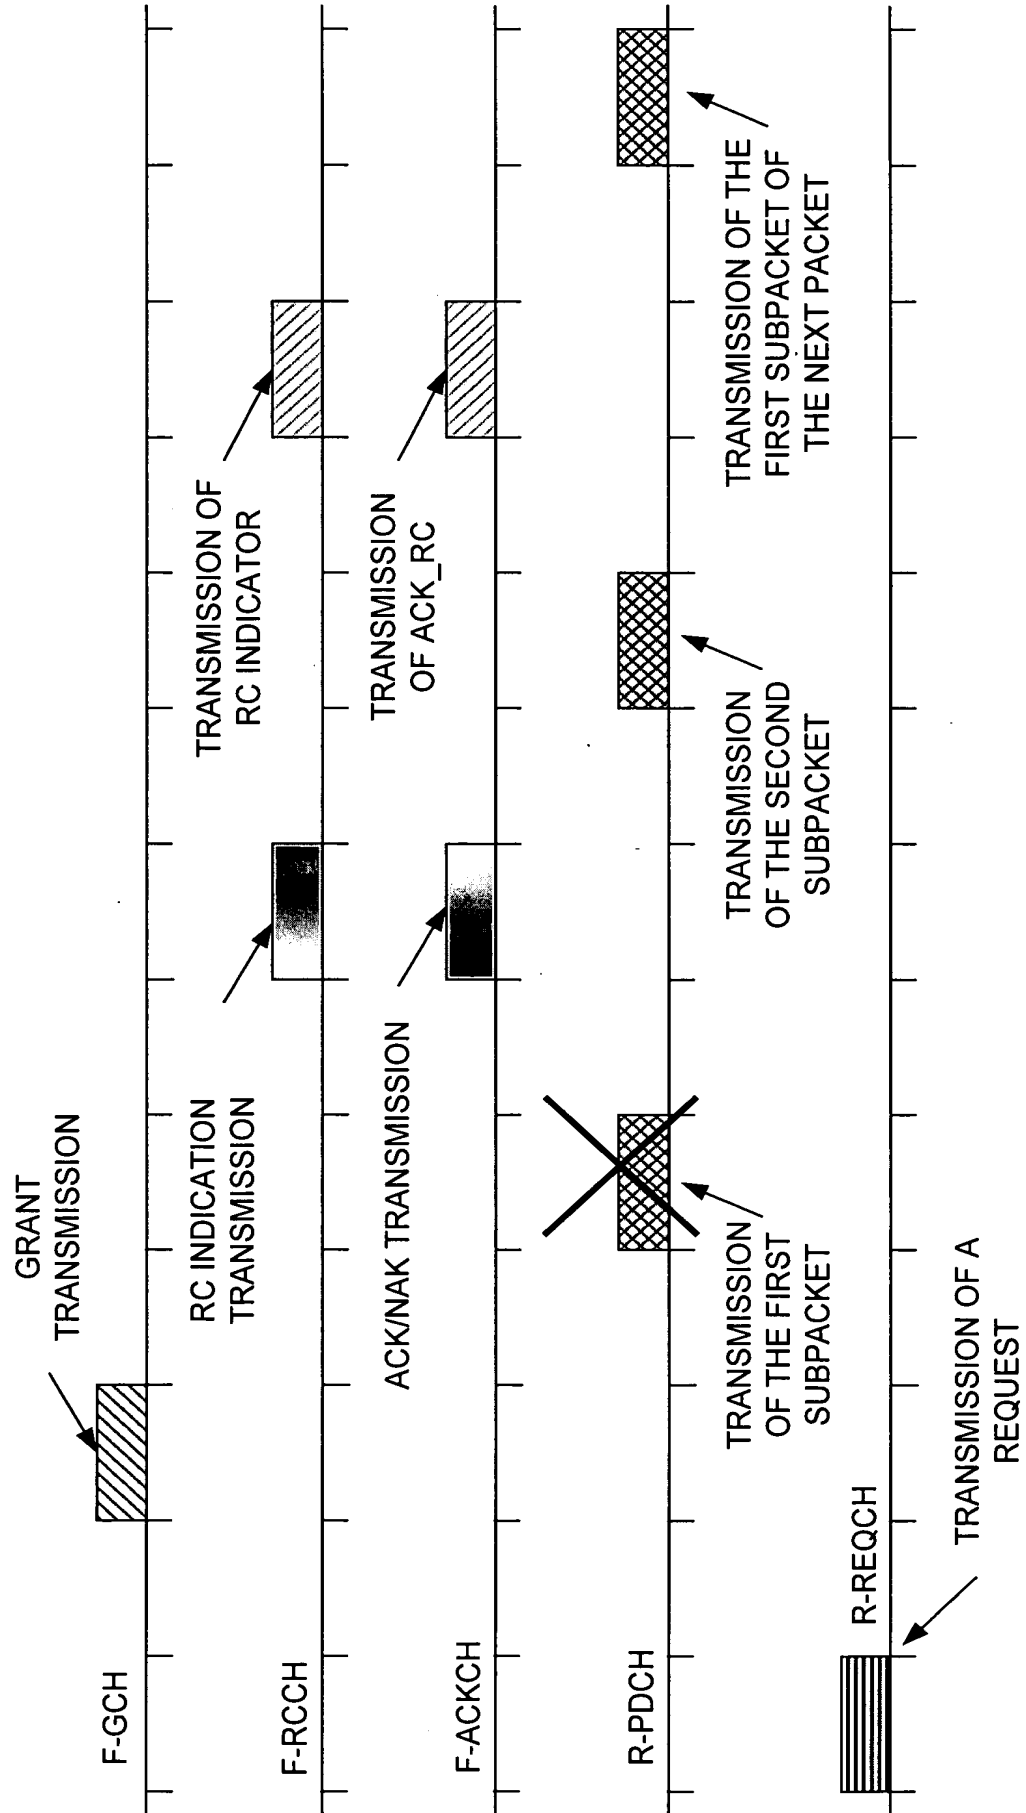 GRANT
TRANSMISSION
F-GCH
TRANSMISSION OF
RC INDICATOR
RC INDICATION
TRANSMISSION
F-RCCH
TRANSMISSION
OF ACK_RC
ACK/NAK TRANSMISSION
F-ACKCH
R-PDCH
TRANSMISSION
OF THE FIRST
SUBPACKET
TRANSMISSION
OF THE SECOND
SUBPACKET
TRANSMISSION OF THE
FIRST SUBPACKET OF
THE NEXT PACKET
R-REQCH
TRANSMISSION OF A
REQUEST